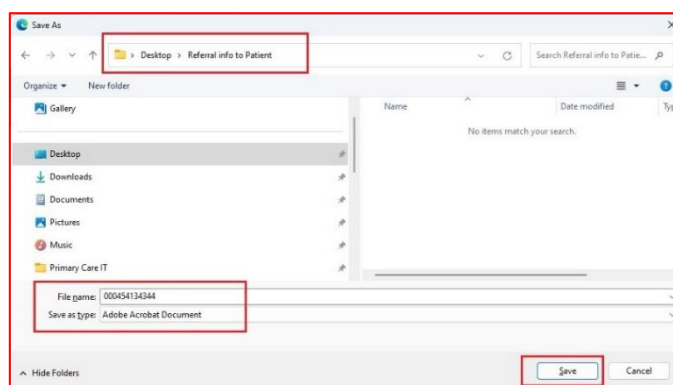 Save As
Desktop > Referral info to Patient
Search Referral info to Patie...
Organize
New folder
Gallery
Name
Date modified
Typ
No items match your search.
Desktop
Downloads
Documents
Pictures
Music
Primary Care IT
File name: 000454134344
Save as type: Adobe Acrobat Document
Hide Folders
Save
Cancel